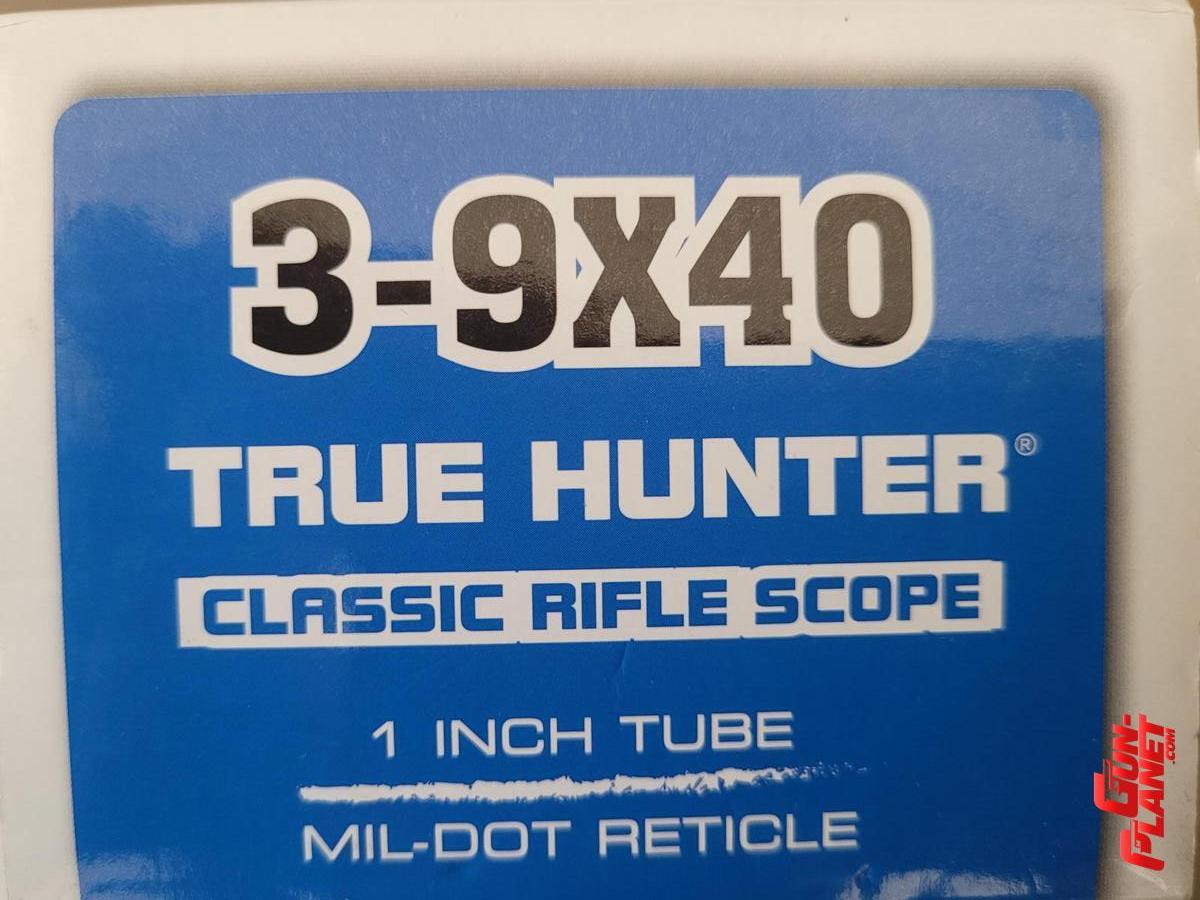 3-9X40
TRUE HUNTER®
CLASSIC RIFLE SCOPE
1 INCH TUBE
MIL-DOT RETICLE
GUN-
PLANET
.COM